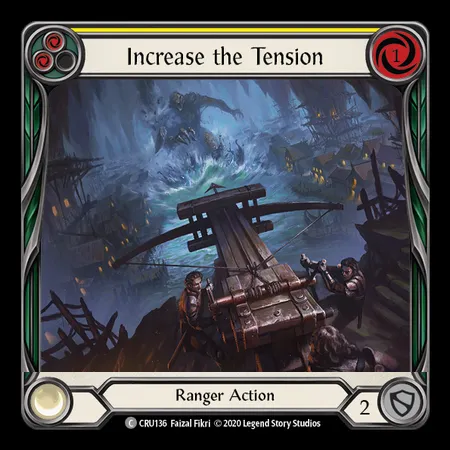 Increase the Tension
1
Ranger Action
2
C CRU136 Faizal Fikri ©2020 Legend Story Studios